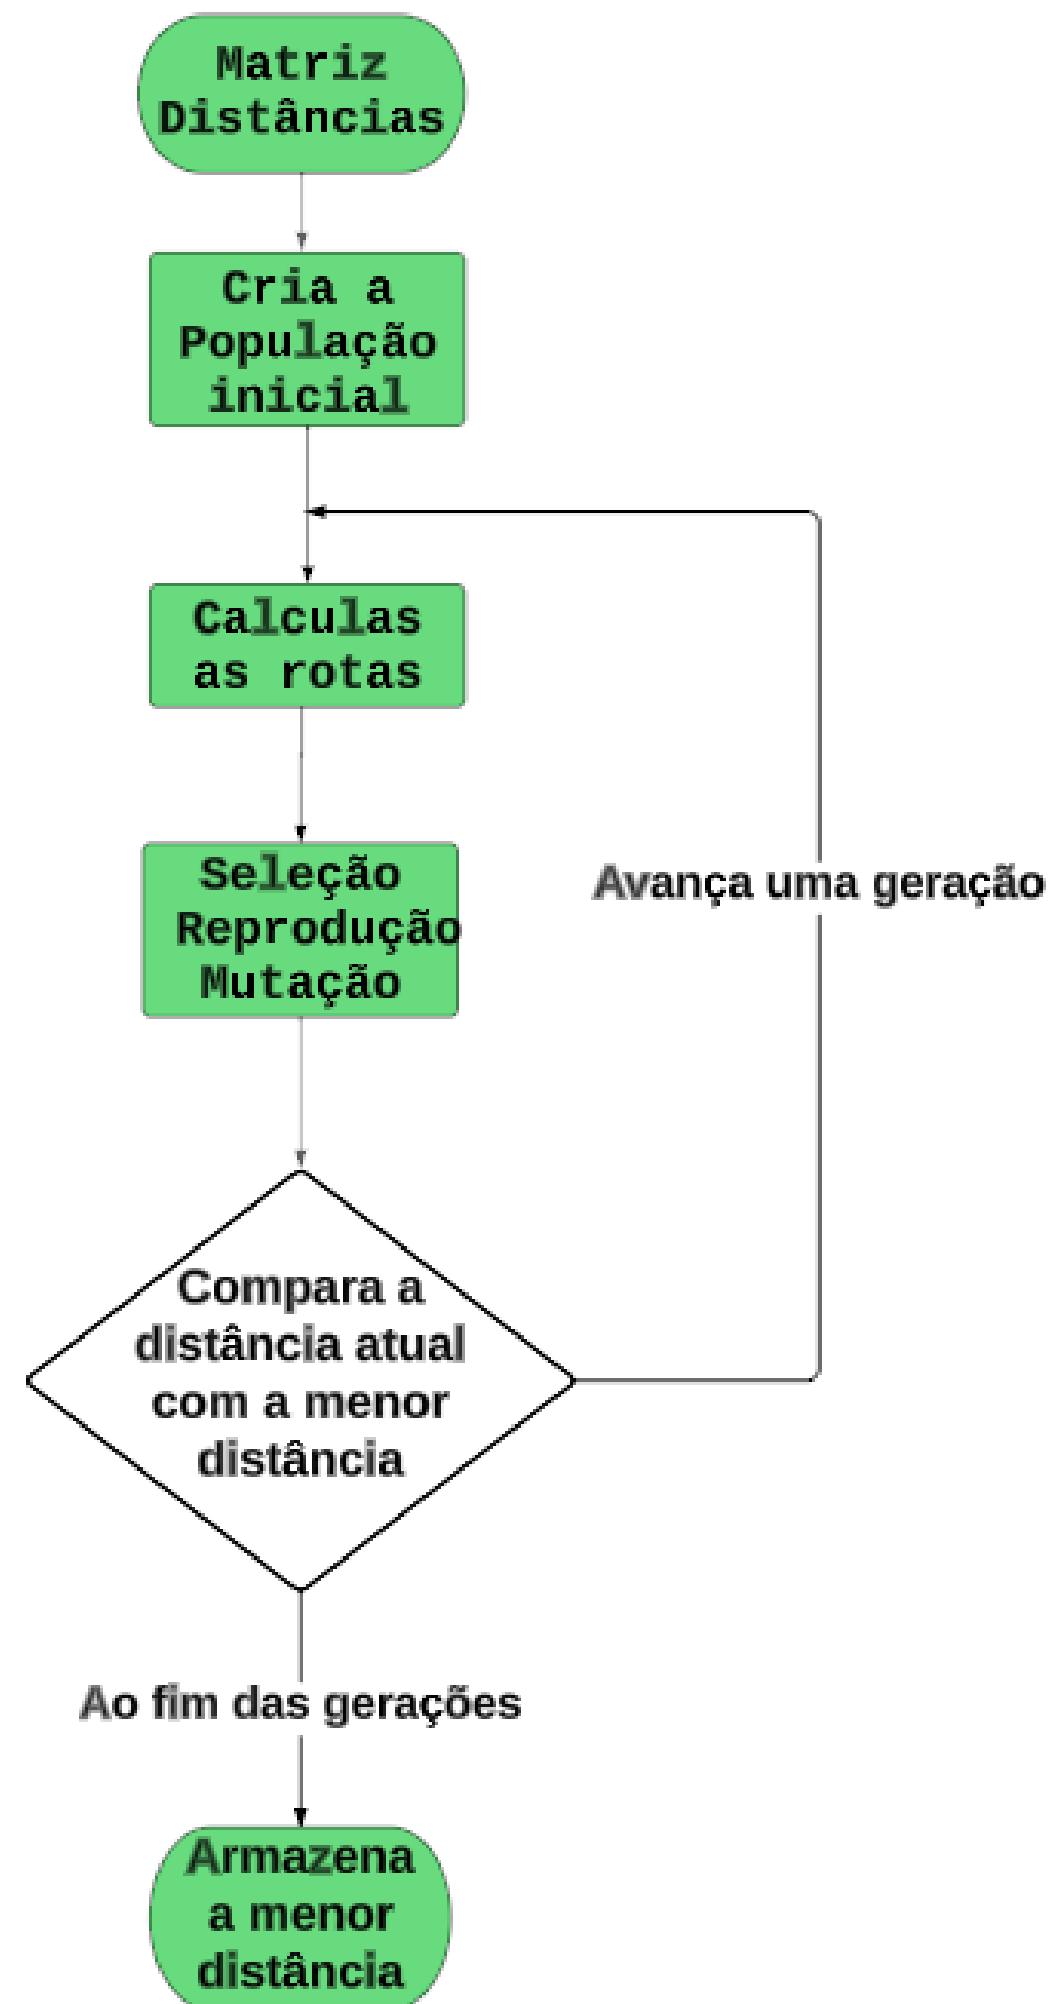 Matriz
Distâncias
Cria a
População
inicial
Calculas
as rotas
Seleção
Reprodução
Mutação
Avança uma geração
Compara a
distância atual
com a menor
distância
Ao fim das gerações
Armazena
a menor
distância